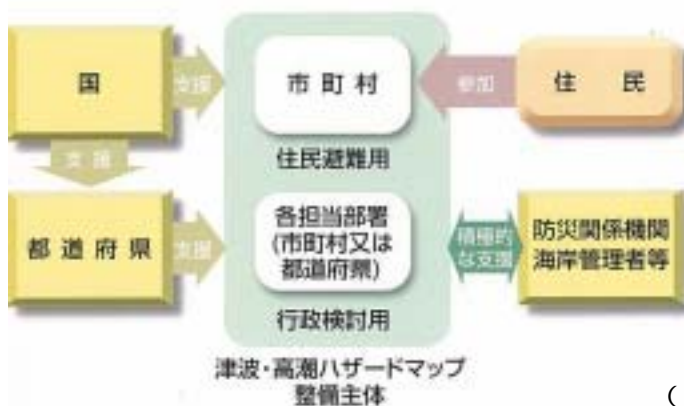 国
支援
市町村
参加
住民
住民避難用
支援
都道府県
支援
各担当部署
(市町村又は
都道府県)
積極的
な支援
防災関係機関
海岸管理者等
行政検討用
津波・高潮ハザードマップ
整備主体
(